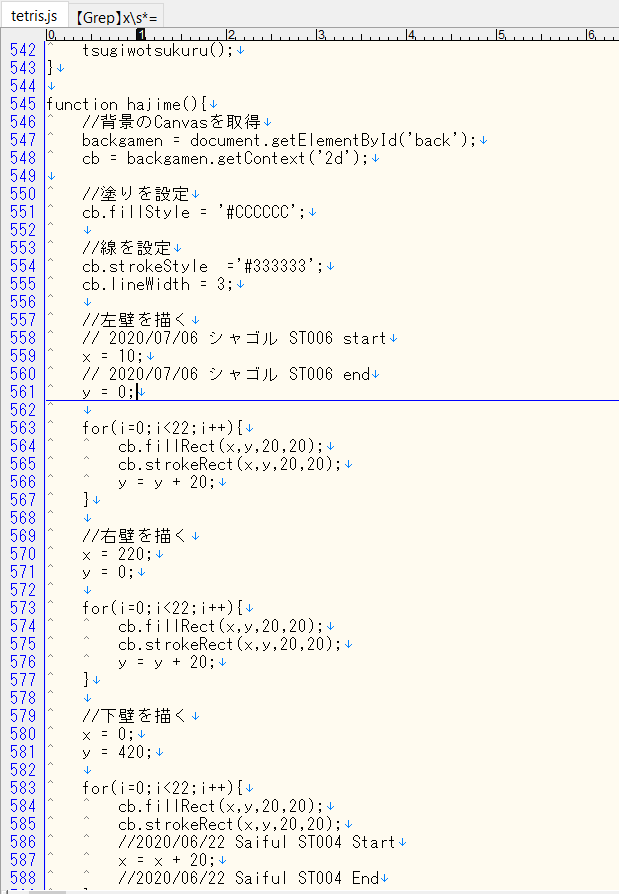 tetris.js 【Grep】x\s*=
0 1 2 3 4 5 6
542 ^ tsugiwotsukuru();↓
543 }↓
544 ↓
545 function hajime(){↓
546 ^ //背景のCanvasを取得↓
547 ^ backgamen = document.getElementById('back');↓
548 ^ cb = backgamen.getContext('2d');↓
549 ↓
550 ^ //塗りを設定↓
551 ^ cb.fillStyle = '#CCCCCC';↓
552 ^ ↓
553 ^ //線を設定↓
554 ^ cb.strokeStyle  ='#333333';↓
555 ^ cb.lineWidth = 3;↓
556 ^ ↓
557 ^ //左壁を描く↓
558 ^ // 2020/07/06 シャゴル ST006 start↓
559 ^ x = 10;↓
560 ^ // 2020/07/06 シャゴル ST006 end↓
561 ^ y = 0;↓
562 ^ ↓
563 ^ for(i=0;i<22;i++){↓
564 ^ ^ cb.fillRect(x,y,20,20);↓
565 ^ ^ cb.strokeRect(x,y,20,20);↓
566 ^ ^ y = y + 20;↓
567 ^ }↓
568 ^ ↓
569 ^ //右壁を描く↓
570 ^ x = 220;↓
571 ^ y = 0;↓
572 ^ ↓
573 ^ for(i=0;i<22;i++){↓
574 ^ ^ cb.fillRect(x,y,20,20);↓
575 ^ ^ cb.strokeRect(x,y,20,20);↓
576 ^ ^ y = y + 20;↓
577 ^ }↓
578 ^ ↓
579 ^ //下壁を描く↓
580 ^ x = 0;↓
581 ^ y = 420;↓
582 ^ ↓
583 ^ for(i=0;i<22;i++){↓
584 ^ ^ cb.fillRect(x,y,20,20);↓
585 ^ ^ cb.strokeRect(x,y,20,20);↓
586 ^ ^ //2020/06/22 Saiful ST004 Start↓
587 ^ ^ x = x + 20;↓
588 ^ ^ //2020/06/22 Saiful ST004 End↓